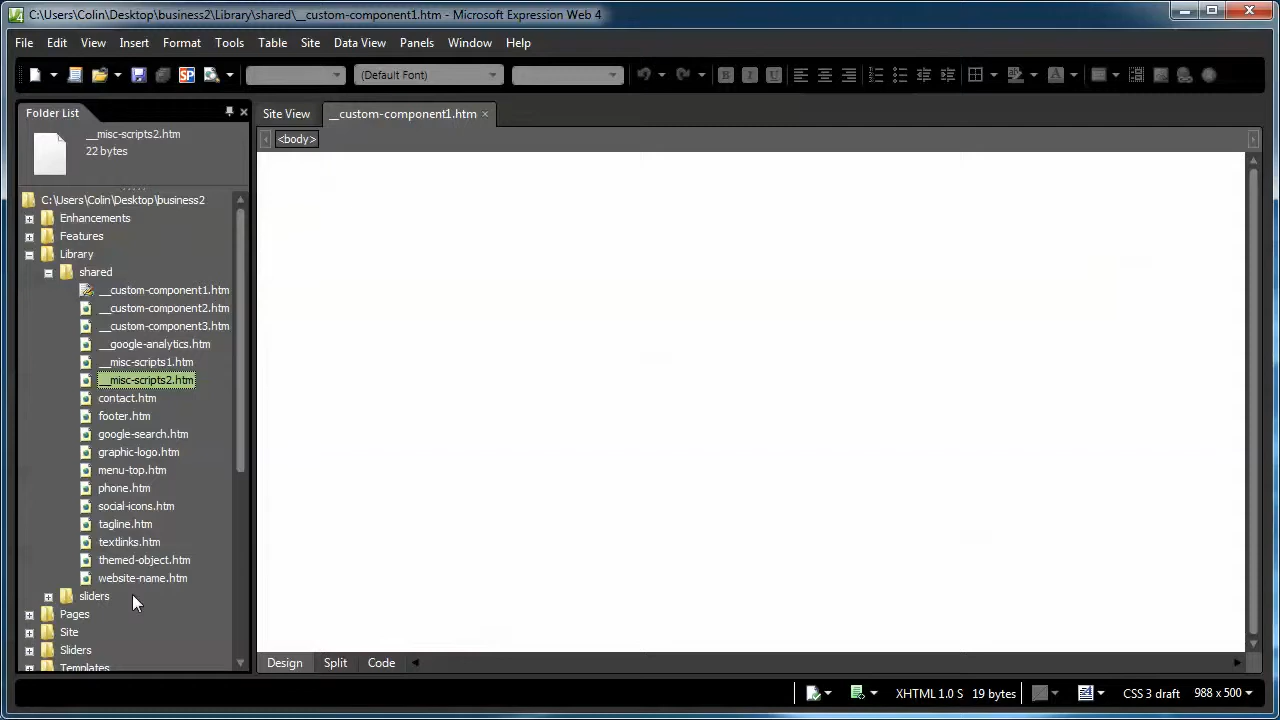 C:\Users\Colin\Desktop\business2\Library\shared\__custom-component1.htm - Microsoft Expression Web 4
File Edit View Insert Format Tools Table Site Data View Panels Window Help
(Default Font)
Folder List
Site View
__custom-component1.htm
__misc-scripts2.htm
22 bytes
<body>
C:\Users\Colin\Desktop\business2
Enhancements
Features
Library
shared
__custom-component1.htm
__custom-component2.htm
__custom-component3.htm
__google-analytics.htm
__misc-scripts1.htm
__misc-scripts2.htm
contact.htm
footer.htm
google-search.htm
graphic-logo.htm
menu-top.htm
phone.htm
social-icons.htm
tagline.htm
textlinks.htm
themed-object.htm
website-name.htm
sliders
Pages
Site
Sliders
Templates
Design Split Code
XHTML 1.0 S 19 bytes CSS 3 draft 988 x 500